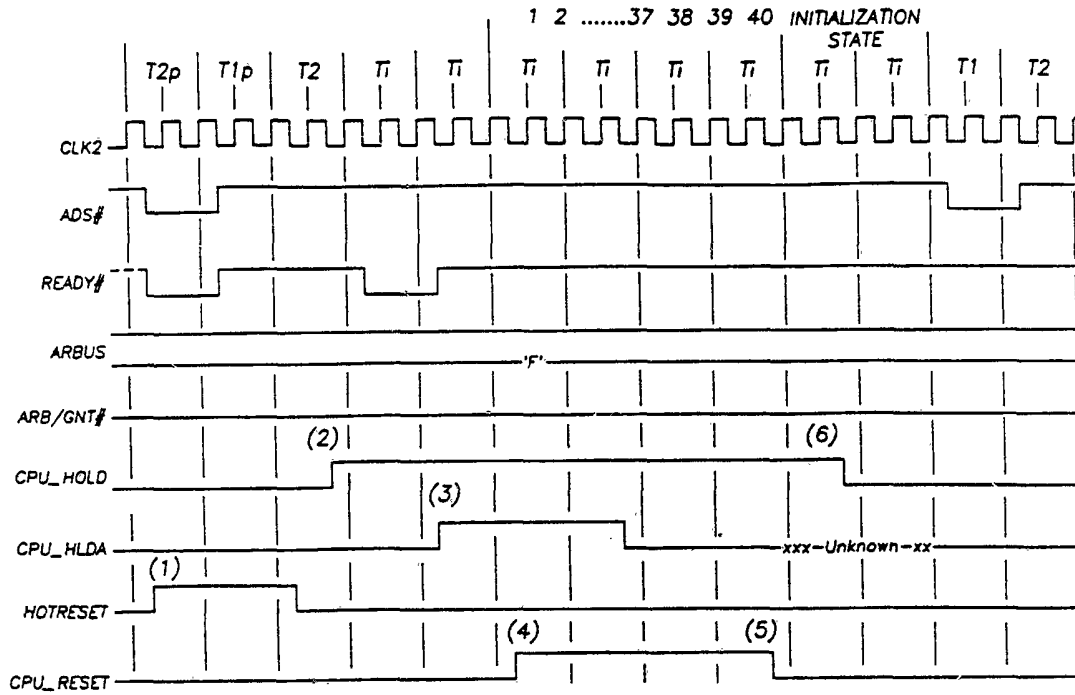 1 2 .......37 38 39 40 INITIALIZATION
STATE
T2p T1p T2 Ti Ti Ti Ti Ti Ti Ti Ti T1 T2
CLK2
ADS#
READY#
ARBUS
'F'
ARB/GNT#
(2) (6)
CPU_HOLD
(3)
CPU_HLDA xxx-Unknown-xx
(1)
HOTRESET
(4) (5)
CPU_RESET